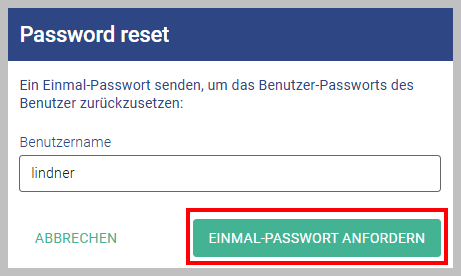 Password reset
Ein Einmal-Passwort senden, um das Benutzer-Passworts des
Benutzer zurückzusetzen:
Benutzername
lindner
ABBRECHEN
EINMAL-PASSWORT ANFORDERN